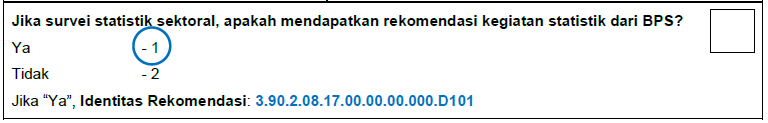 Jika survei statistik sektoral, apakah mendapatkan rekomendasi kegiatan statistik dari BPS?
Ya - 1
Tidak - 2
Jika “Ya”, Identitas Rekomendasi: 3.90.2.08.17.00.00.00.000.D101